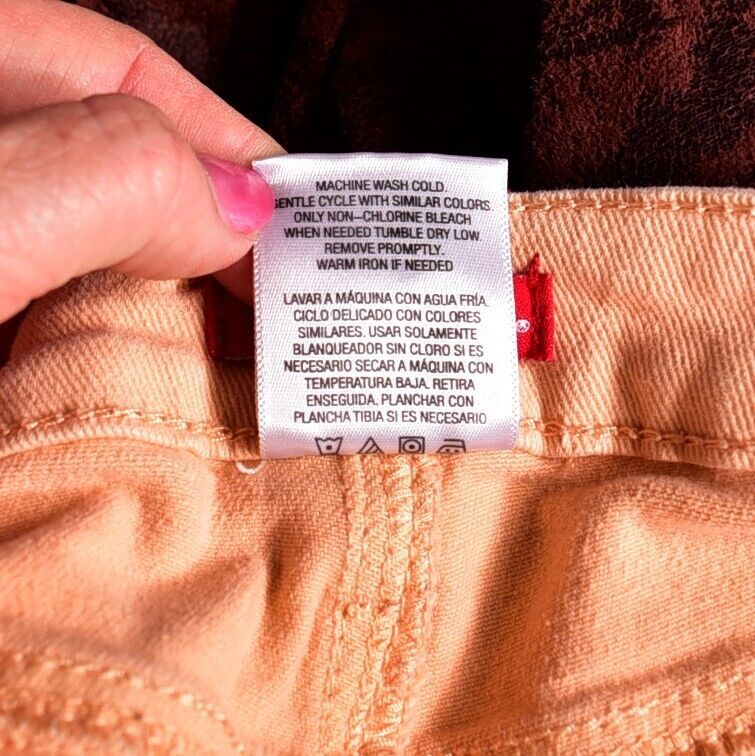 MACHINE WASH COLD.
GENTLE CYCLE WITH SIMILAR COLORS.
ONLY NON-CHLORINE BLEACH
WHEN NEEDED TUMBLE DRY LOW.
REMOVE PROMPTLY.
WARM IRON IF NEEDED
LAVAR A MÁQUINA CON AGUA FRÍA.
CICLO DELICADO CON COLORES
SIMILARES. USAR SOLAMENTE
BLANQUEADOR SIN CLORO SI ES
NECESARIO SECAR A MÁQUINA CON
TEMPERATURA BAJA. RETIRA
ENSEGUIDA. PLANCHAR CON
PLANCHA TIBIA SI ES NECESARIO